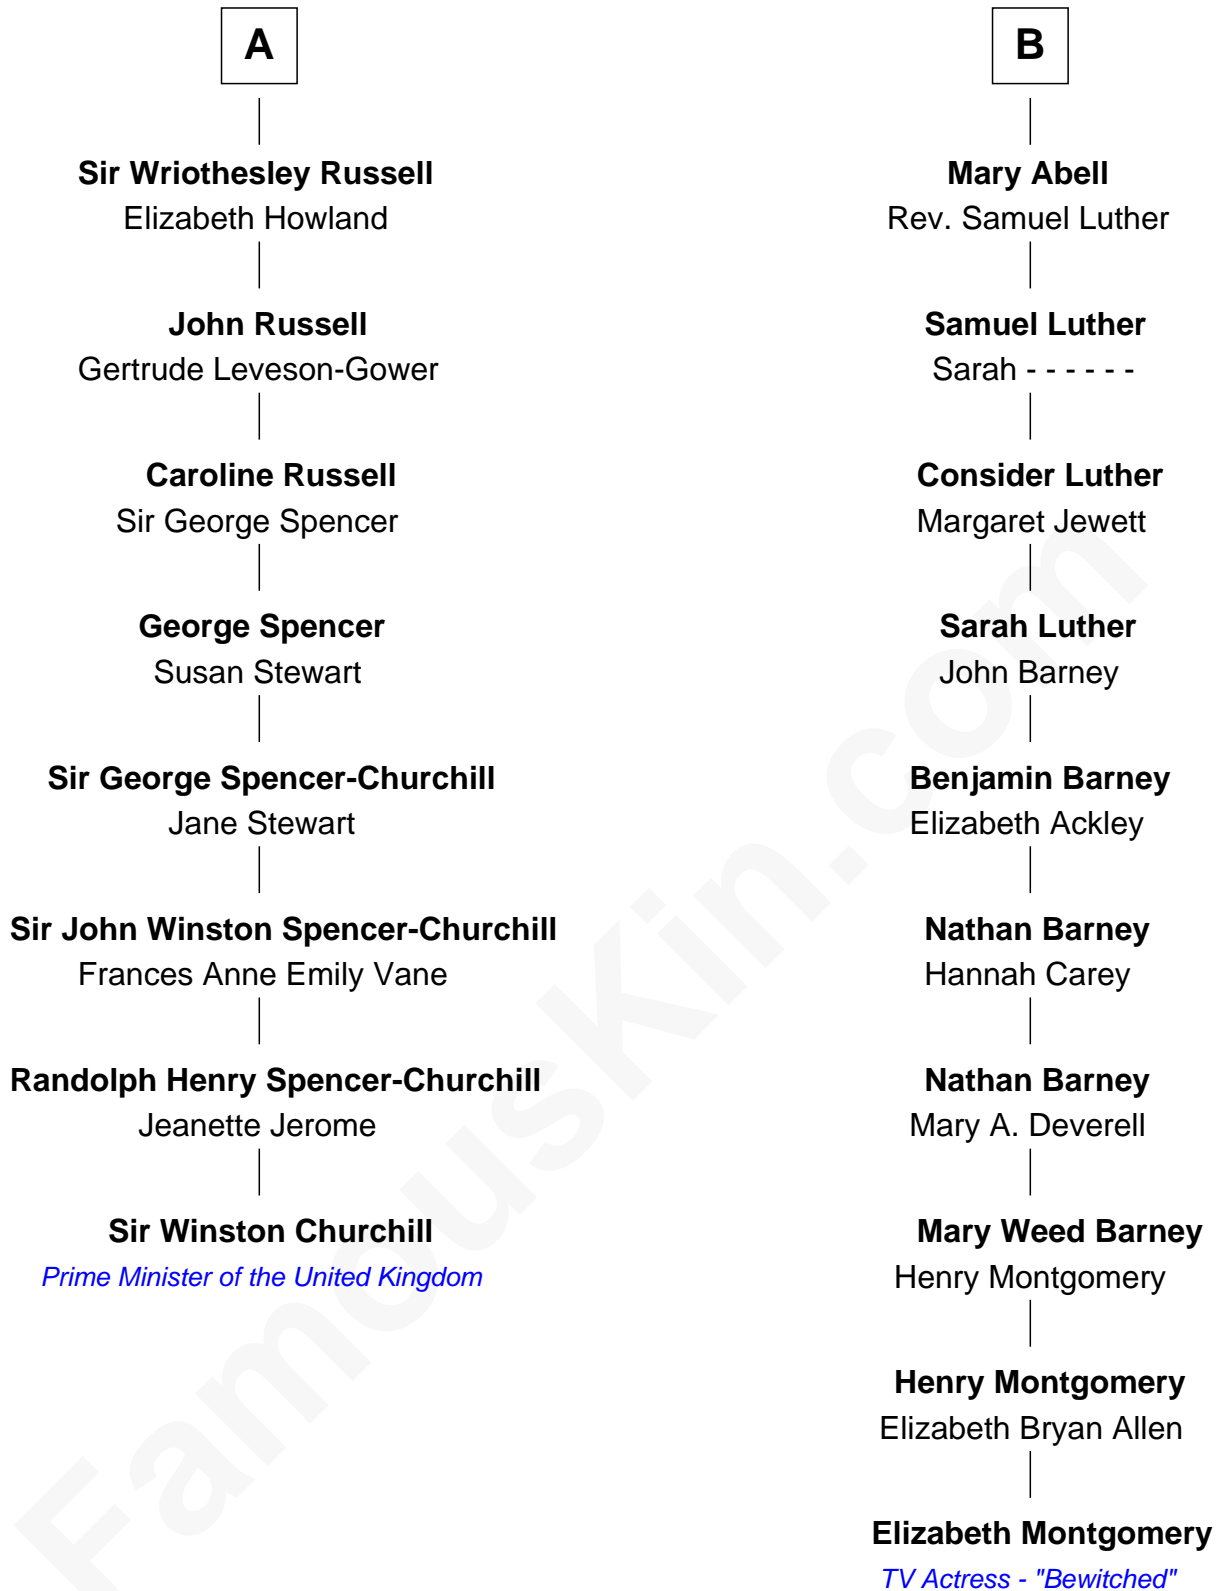 A
Sir Wriothesley Russell
Elizabeth Howland
John Russell
Gertrude Leveson-Gower
Caroline Russell
Sir George Spencer
George Spencer
Susan Stewart
Sir George Spencer-Churchill
Jane Stewart
Sir John Winston Spencer-Churchill
Frances Anne Emily Vane
Randolph Henry Spencer-Churchill
Jeanette Jerome
Sir Winston Churchill
Prime Minister of the United Kingdom
B
Mary Abell
Rev. Samuel Luther
Samuel Luther
Sarah - - - - - -
Consider Luther
Margaret Jewett
Sarah Luther
John Barney
Benjamin Barney
Elizabeth Ackley
Nathan Barney
Hannah Carey
Nathan Barney
Mary A. Deverell
Mary Weed Barney
Henry Montgomery
Henry Montgomery
Elizabeth Bryan Allen
Elizabeth Montgomery
TV Actress - "Bewitched"
FamousKin.com